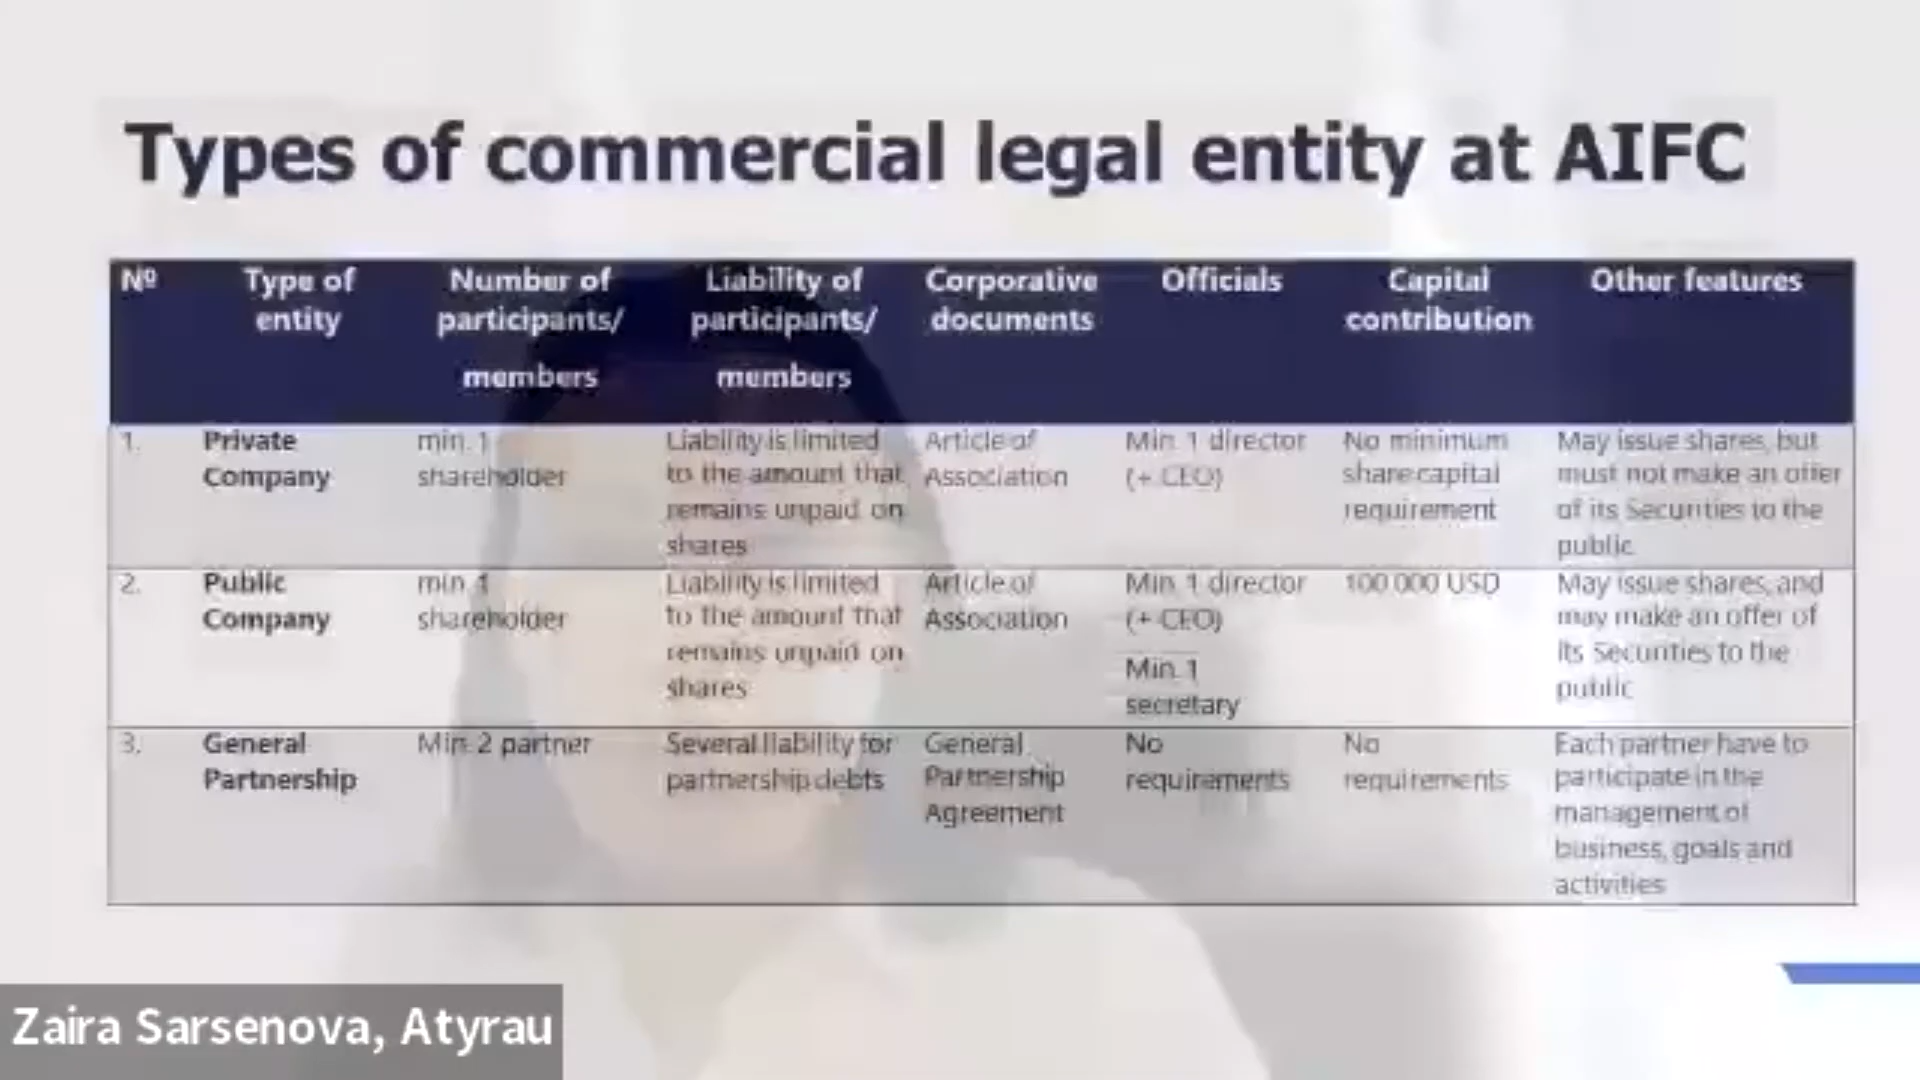 Types of commercial legal entity at AIFC
Nº
Type of
entity
Number of
participants/
members
Liability of
participants/
members
Corporative
documents
Officials
Capital
contribution
Other features
1.
Private
Company
min. 1
shareholder
Liability is limited
to the amount that
remains unpaid on
shares
Article of
Association
Min. 1 director
(+ CEO)
No minimum
share capital
requirement
May issue shares, but
must not make an offer
of its Securities to the
public
2.
Public
Company
min. 1
shareholder
Liability is limited
to the amount that
remains unpaid on
shares
Article of
Association
Min. 1 director
(+ CEO)
Min. 1
secretary
100 000 USD
May issue shares, and
may make an offer of
its Securities to the
public
3.
General
Partnership
Min. 2 partner
Several liability for
partnership debts
General
Partnership
Agreement
No
requirements
No
requirements
Each partner have to
participate in the
management of
business, goals and
activities
Zaira Sarsenova, Atyrau